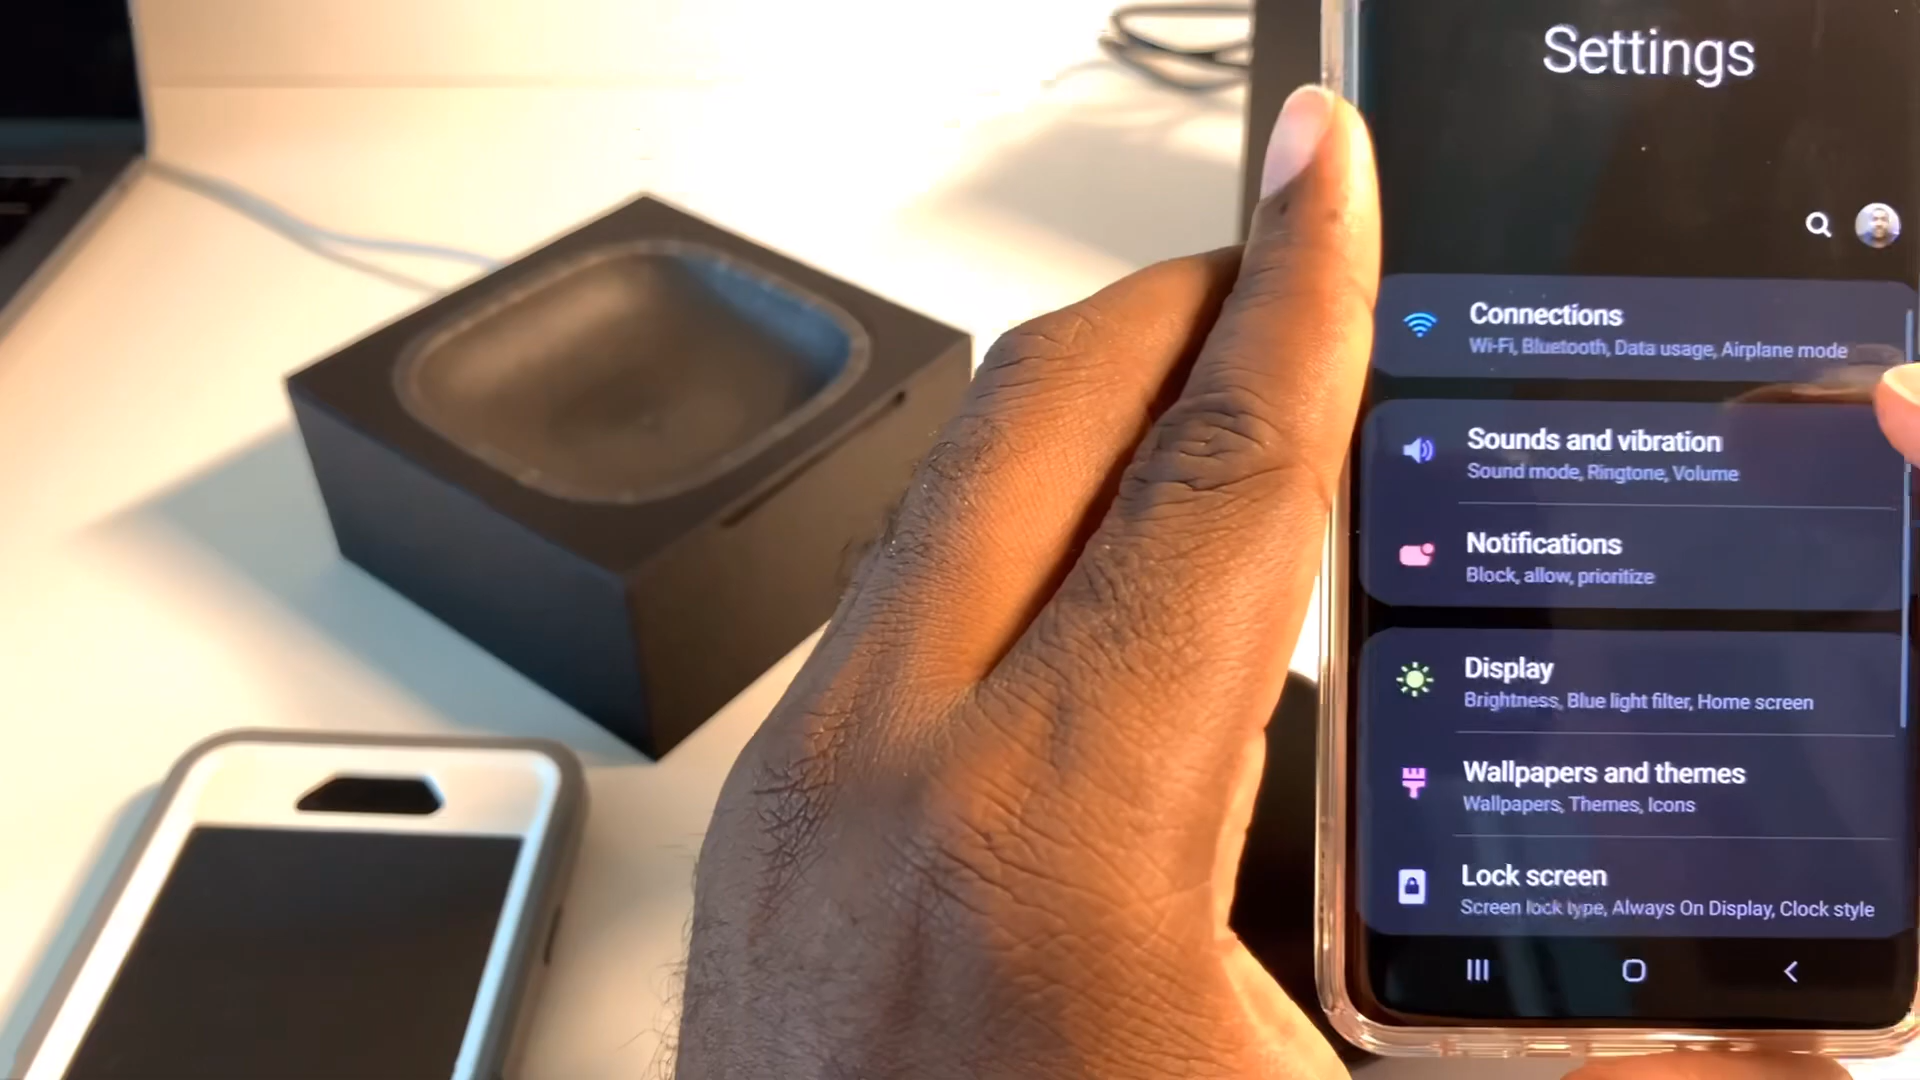 Settings
Connections
Wi-Fi, Bluetooth, Data usage, Airplane mode
Sounds and vibration
Sound mode, Ringtone, Volume
Notifications
Block, allow, prioritize
Display
Brightness, Blue light filter, Home screen
Wallpapers and themes
Wallpapers, Themes, Icons
Lock screen
Screen lock type, Always On Display, Clock style